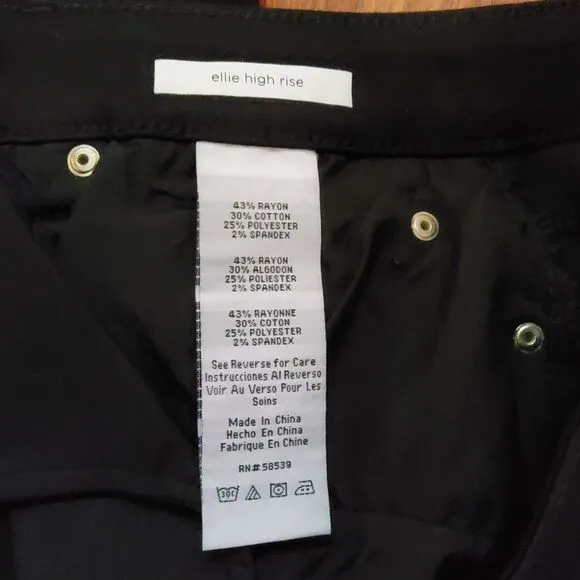 ellie high rise
43% RAYON
30% COTTON
25% POLYESTER
2% SPANDEX
43% RAYON
30% ALGODON
25% POLIESTER
2% SPANDEX
43% RAYONNE
30% COTON
25% POLYESTER
2% SPANDEX
See Reverse for Care
Instrucciones Al Reverso
Voir Au Verso Pour Les
Soins
Made In China
Hecho En China
Fabrique En Chine
RN#58539
30C